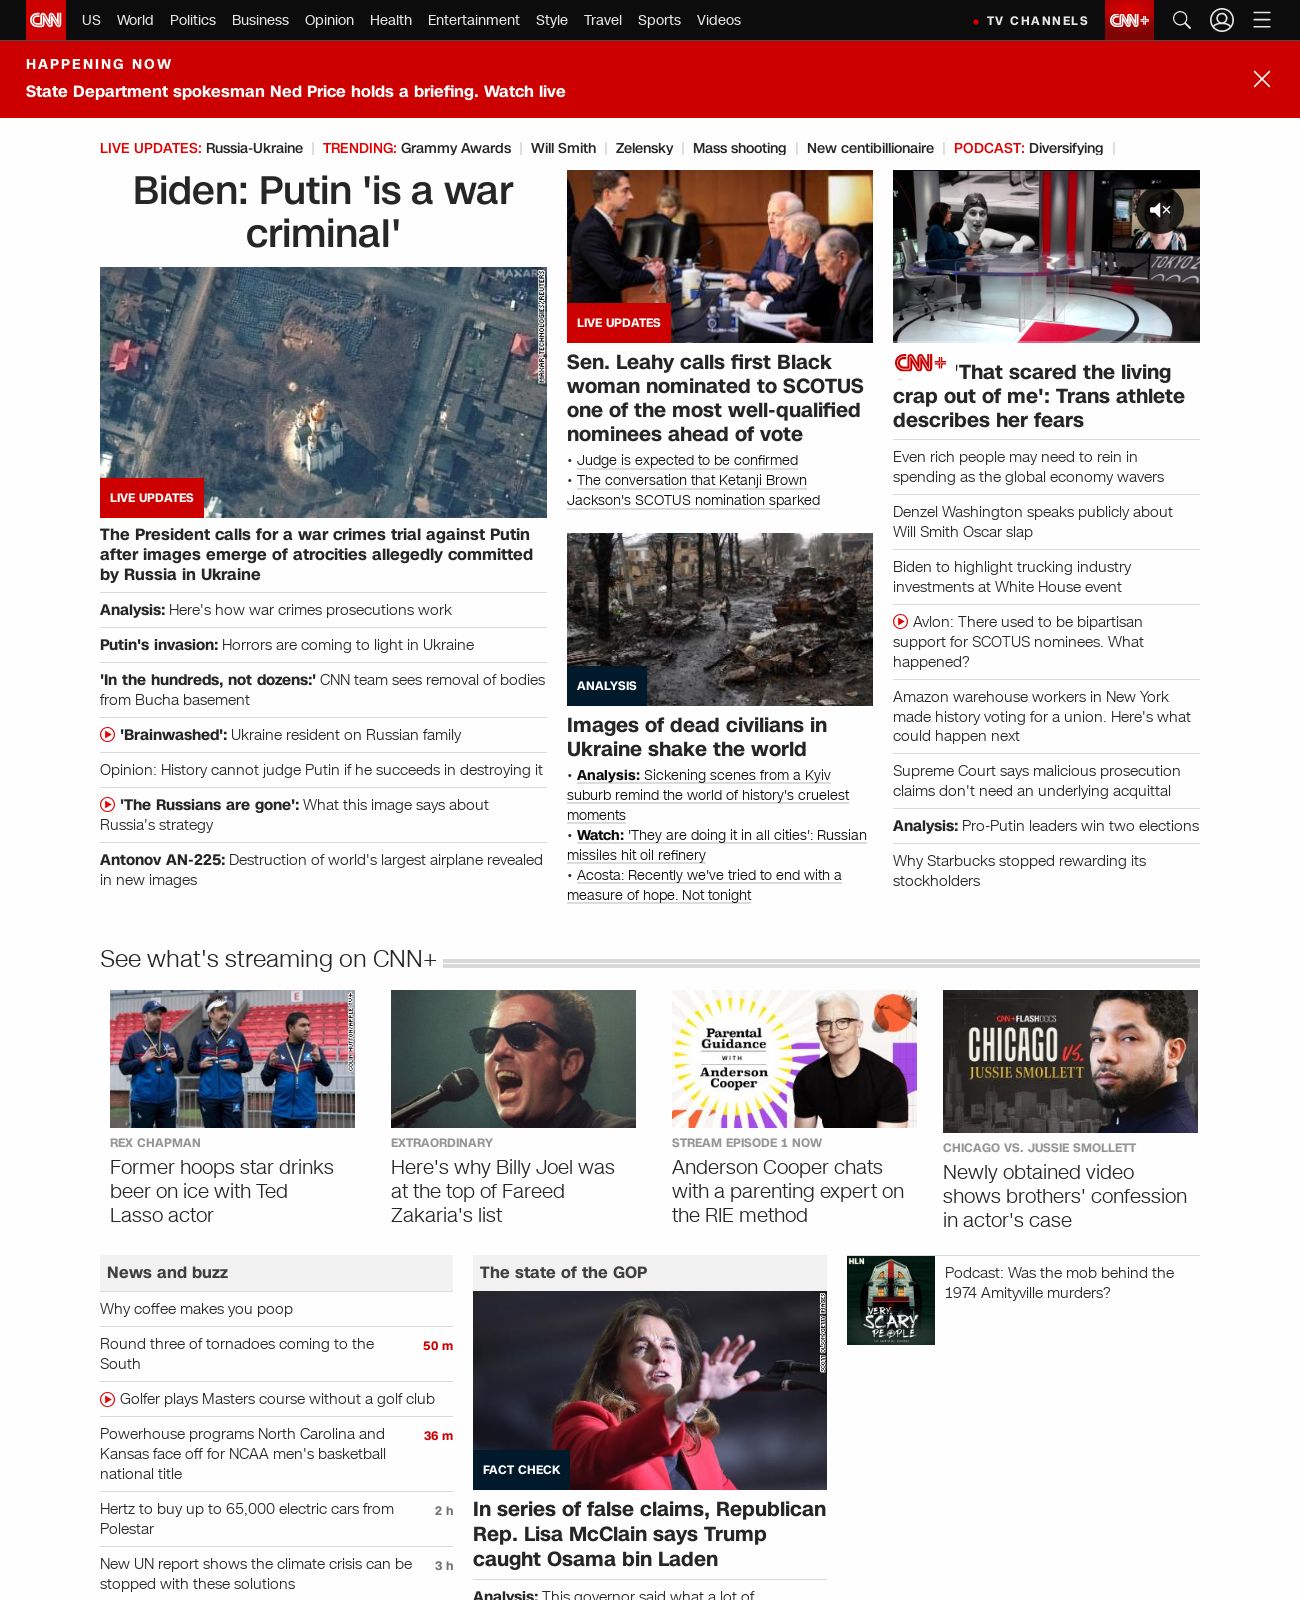 CNN US World Politics Business Opinion Health Entertainment Style Travel Sports Videos TV CHANNELS CNN+
HAPPENING NOW
State Department spokesman Ned Price holds a briefing. Watch live
LIVE UPDATES: Russia-Ukraine TRENDING: Grammy Awards Will Smith Zelensky Mass shooting New centibillionaire PODCAST: Diversifying
Biden: Putin 'is a war
criminal'
MAXAR
MAXAR TECHNOLOGIES/REUTERS
LIVE UPDATES
The President calls for a war crimes trial against Putin
after images emerge of atrocities allegedly committed
by Russia in Ukraine
Analysis: Here's how war crimes prosecutions work
Putin's invasion: Horrors are coming to light in Ukraine
'In the hundreds, not dozens:' CNN team sees removal of bodies
from Bucha basement
'Brainwashed': Ukraine resident on Russian family
Opinion: History cannot judge Putin if he succeeds in destroying it
'The Russians are gone': What this image says about
Russia's strategy
Antonov AN-225: Destruction of world's largest airplane revealed
in new images
LIVE UPDATES
Sen. Leahy calls first Black
woman nominated to SCOTUS
one of the most well-qualified
nominees ahead of vote
• Judge is expected to be confirmed
• The conversation that Ketanji Brown
Jackson's SCOTUS nomination sparked
ANALYSIS
Images of dead civilians in
Ukraine shake the world
• Analysis: Sickening scenes from a Kyiv
suburb remind the world of history's cruelest
moments
• Watch: 'They are doing it in all cities': Russian
missiles hit oil refinery
• Acosta: Recently we've tried to end with a
measure of hope. Not tonight
TOKYO 2
CNN+ 'That scared the living
crap out of me': Trans athlete
describes her fears
Even rich people may need to rein in
spending as the global economy wavers
Denzel Washington speaks publicly about
Will Smith Oscar slap
Biden to highlight trucking industry
investments at White House event
Avlon: There used to be bipartisan
support for SCOTUS nominees. What
happened?
Amazon warehouse workers in New York
made history voting for a union. Here's what
could happen next
Supreme Court says malicious prosecution
claims don't need an underlying acquittal
Analysis: Pro-Putin leaders win two elections
Why Starbucks stopped rewarding its
stockholders
See what's streaming on CNN+
E
COLIN HUTTON/APPLE TV+
REX CHAPMAN
Former hoops star drinks
beer on ice with Ted
Lasso actor
EXTRAORDINARY
Here's why Billy Joel was
at the top of Fareed
Zakaria's list
Parental
Guidance
WITH
Anderson
Cooper
STREAM EPISODE 1 NOW
Anderson Cooper chats
with a parenting expert on
the RIE method
CNN+ FLASHDOCS
CHICAGO VS.
JUSSIE SMOLLETT
CHICAGO VS. JUSSIE SMOLLETT
Newly obtained video
shows brothers' confession
in actor's case
News and buzz
Why coffee makes you poop
Round three of tornadoes coming to the 50 m
South
Golfer plays Masters course without a golf club
Powerhouse programs North Carolina and 36 m
Kansas face off for NCAA men's basketball
national title
Hertz to buy up to 65,000 electric cars from 2 h
Polestar
New UN report shows the climate crisis can be 3 h
stopped with these solutions
The state of the GOP
SCOTT OLSON/GETTY IMAGES
FACT CHECK
In series of false claims, Republican
Rep. Lisa McClain says Trump
caught Osama bin Laden
Analysis: This governor said what a lot of
HLN
VERY
SCARY
PEOPLE
Podcast: Was the mob behind the
1974 Amityville murders?